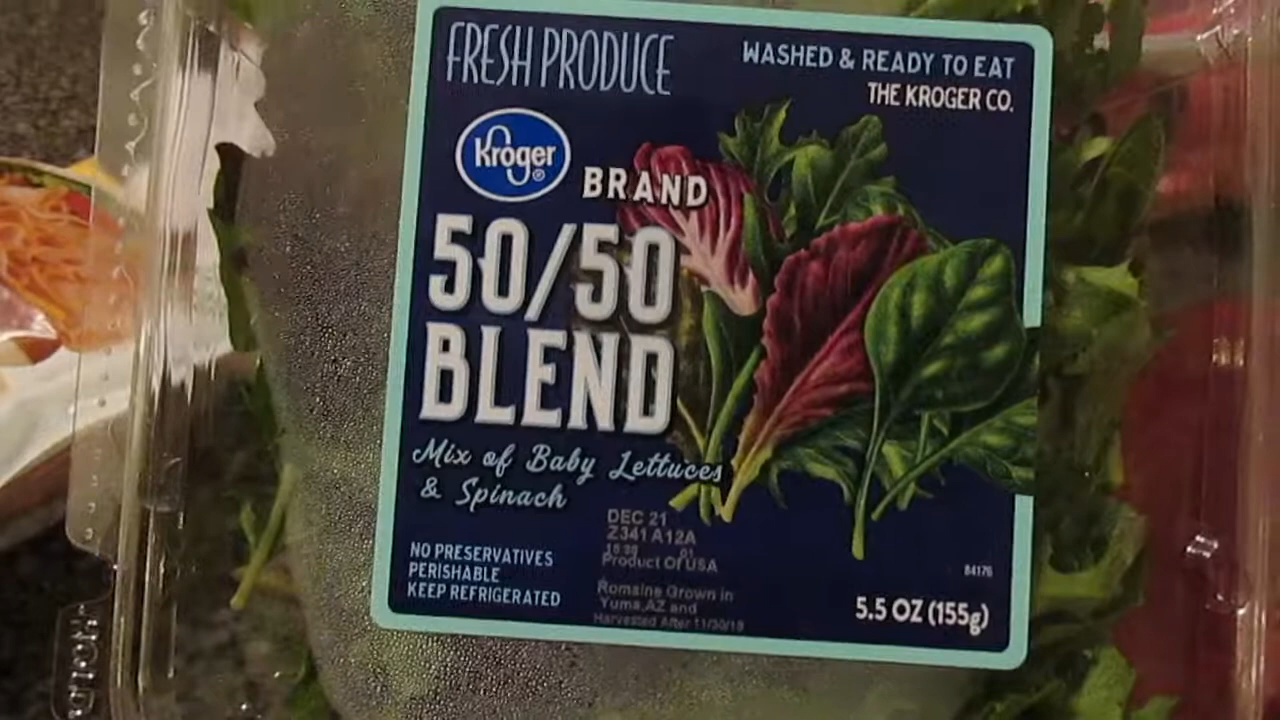 FRESH PRODUCE
WASHED & READY TO EAT
THE KROGER CO.
Kroger®
BRAND
50/50
BLEND
Mix of Baby Lettuces
& Spinach
DEC 21
Z341 A12A
Product Of USA
Romaine Grown in
Yuma,AZ and
Harvested After 11/30/18
NO PRESERVATIVES
PERISHABLE
KEEP REFRIGERATED
84176
5.5 OZ (155g)
HOLD